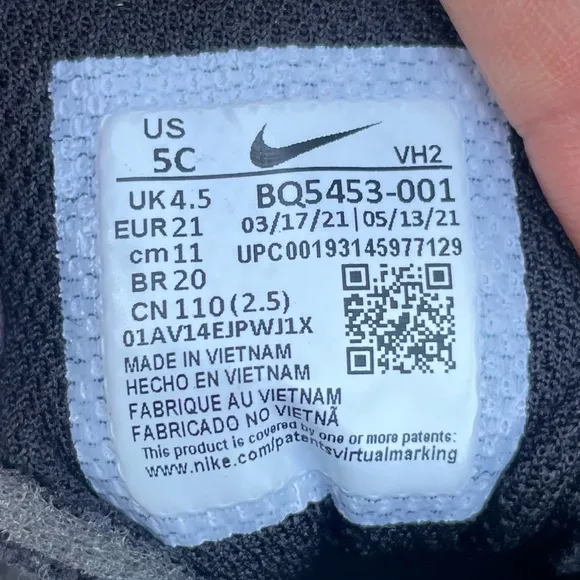 US
5C
VH2
UK 4.5
BQ5453-001
EUR 21
03/17/21|05/13/21
cm 11
UPC00193145977129
BR 20
CN 110 (2.5)
01AV14EJPWJ1X
MADE IN VIETNAM
HECHO EN VIETNAM
FABRIQUE AU VIETNAM
FABRICADO NO VIETNÃ
This product is covered by one or more patents:
www.nike.com/patentsvirtualmarking